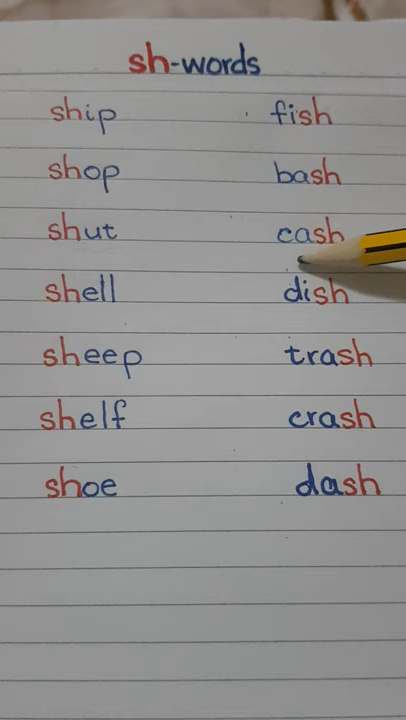 sh-words
ship fish
shop bash
shut cash
shell dish
sheep trash
shelf crash
shoe dash